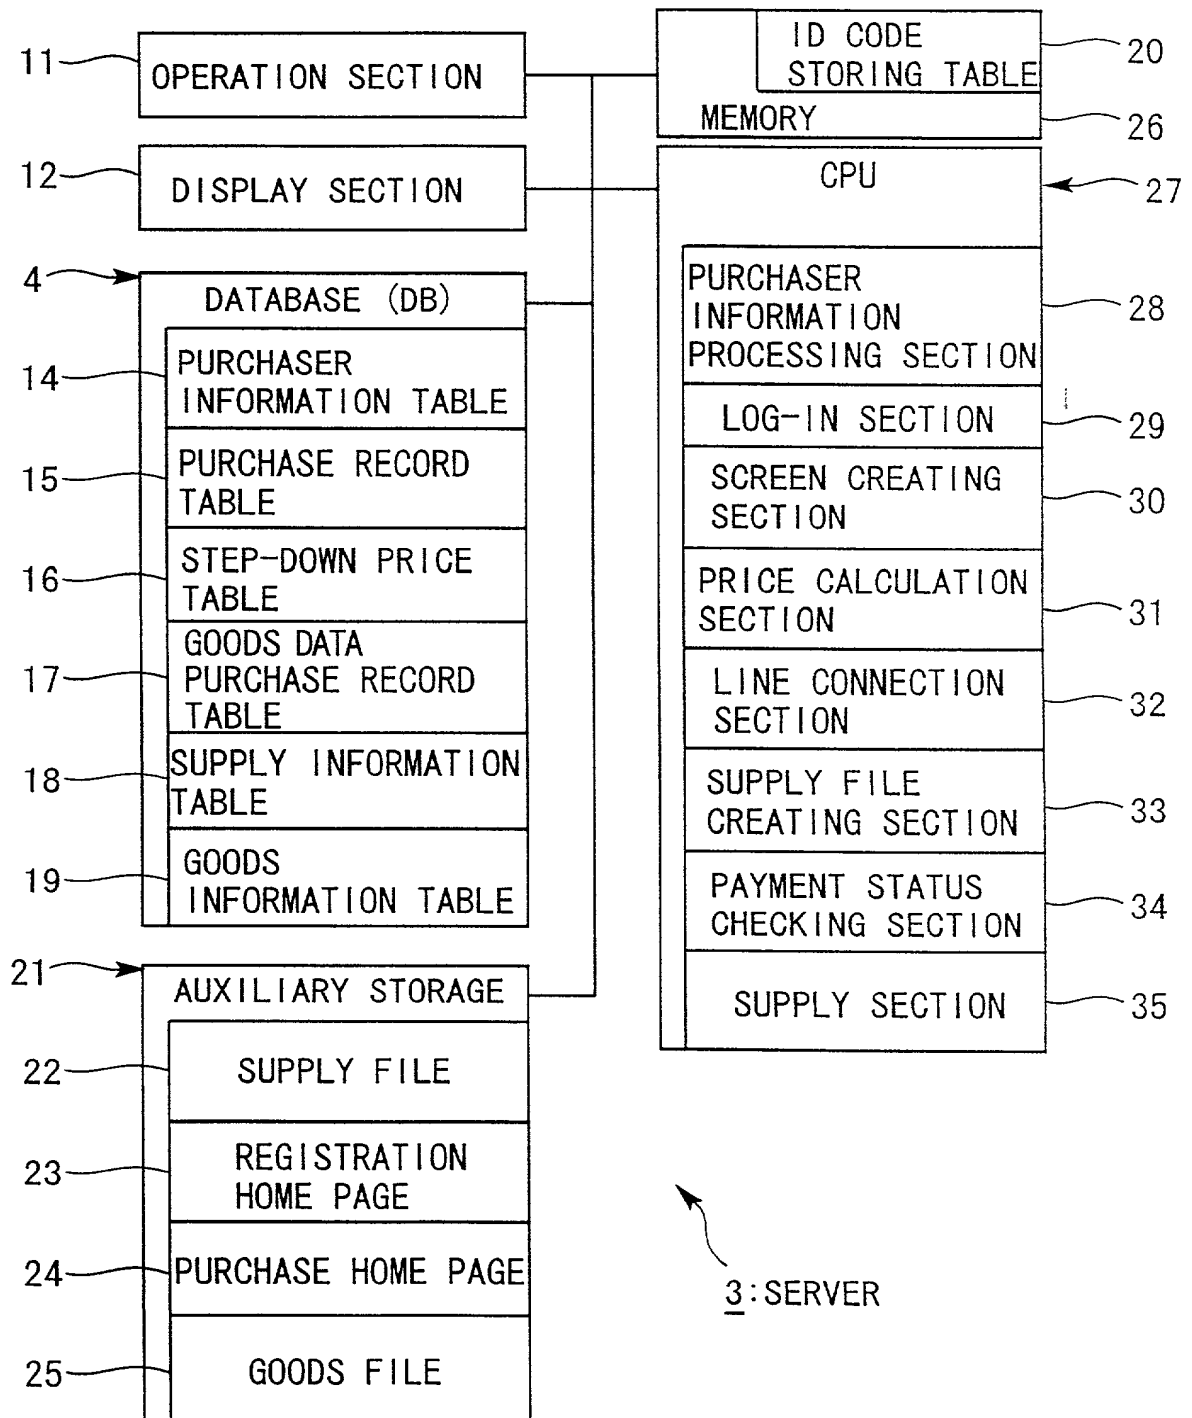 11
OPERATION SECTION
12
DISPLAY SECTION
4
DATABASE (DB)
14
PURCHASER
INFORMATION TABLE
15
PURCHASE RECORD
TABLE
16
STEP-DOWN PRICE
TABLE
17
GOODS DATA
PURCHASE RECORD
TABLE
18
SUPPLY INFORMATION
TABLE
19
GOODS
INFORMATION TABLE
21
AUXILIARY STORAGE
22
SUPPLY FILE
23
REGISTRATION
HOME PAGE
24
PURCHASE HOME PAGE
25
GOODS FILE
ID CODE
STORING TABLE
20
MEMORY
26
CPU
27
PURCHASER
INFORMATION
PROCESSING SECTION
28
LOG-IN SECTION
29
SCREEN CREATING
SECTION
30
PRICE CALCULATION
SECTION
31
LINE CONNECTION
SECTION
32
SUPPLY FILE
CREATING SECTION
33
PAYMENT STATUS
CHECKING SECTION
34
SUPPLY SECTION
35
3:SERVER